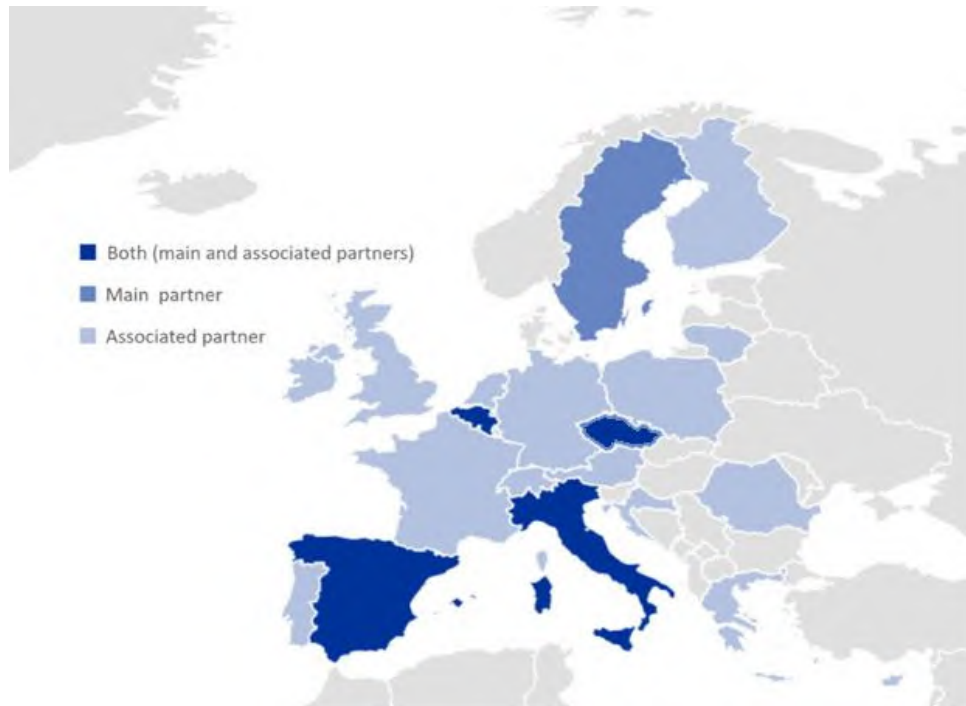 Both (main and associated partners)
Main partner
Associated partner